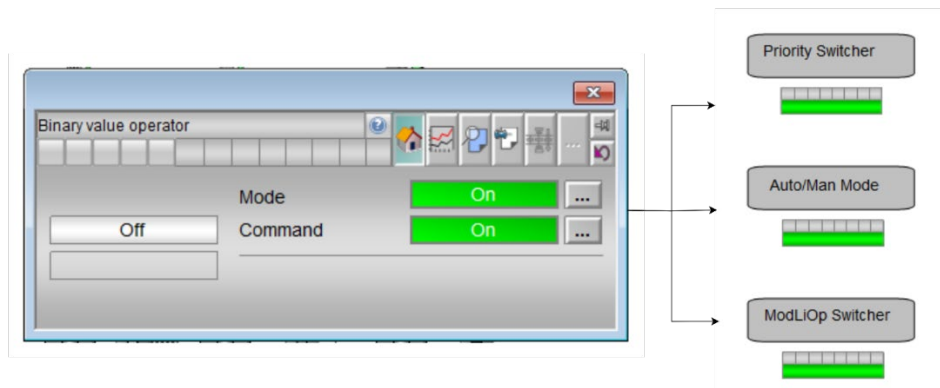 Binary value operator
...
Mode
On
...
Off
Command
On
...
Priority Switcher
Auto/Man Mode
ModLiOp Switcher